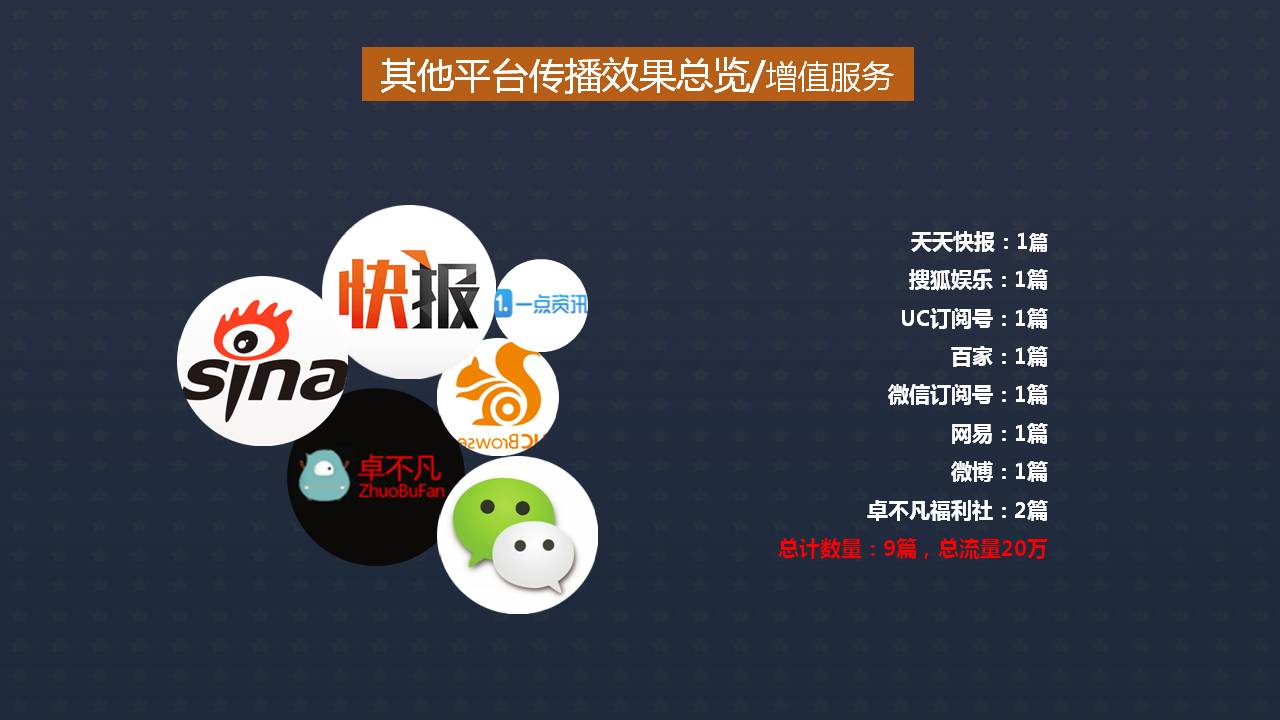 其他平台传播效果总览/增值服务
快报
1.一点资讯
sina
UCBrowse
卓不凡
ZhuoBuFan
天天快报：1篇
搜狐娱乐：1篇
UC订阅号：1篇
百家：1篇
微信订阅号：1篇
网易：1篇
微博：1篇
卓不凡福利社：2篇
总计数量：9篇，总流量20万